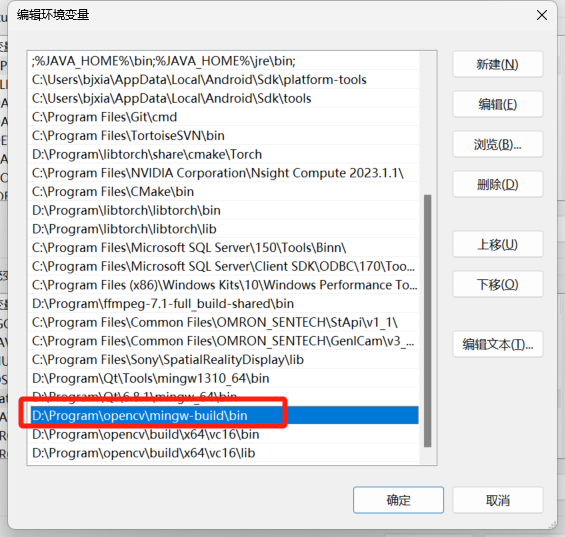 编辑环境变量
;%JAVA_HOME%\bin;%JAVA_HOME%\jre\bin;
C:\Users\bjxia\AppData\Local\Android\Sdk\platform-tools
C:\Users\bjxia\AppData\Local\Android\Sdk\tools
C:\Program Files\Git\cmd
C:\Program Files\TortoiseSVN\bin
D:\Program\libtorch\share\cmake\Torch
C:\Program Files\NVIDIA Corporation\Nsight Compute 2023.1.1\
C:\Program Files\CMake\bin
D:\Program\libtorch\libtorch\bin
D:\Program\libtorch\libtorch\lib
C:\Program Files\Microsoft SQL Server\150\Tools\Binn\
C:\Program Files\Microsoft SQL Server\Client SDK\ODBC\170\Too...
C:\Program Files (x86)\Windows Kits\10\Windows Performance To...
D:\Program\ffmpeg-7.1-full_build-shared\bin
C:\Program Files\Common Files\OMRON_SENTECH\StApi\v1_1\
C:\Program Files\Common Files\OMRON_SENTECH\GenICam\v3_...
C:\Program Files\Sony\SpatialRealityDisplay\lib
D:\Program\Qt\Tools\mingw1310_64\bin
D:\Program\Qt\6.8.1\mingw_64\bin
D:\Program\opencv\mingw-build\bin
D:\Program\opencv\build\x64\vc16\bin
D:\Program\opencv\build\x64\vc16\lib
新建(N)
编辑(E)
浏览(B)...
删除(D)
上移(U)
下移(O)
编辑文本(T)...
确定
取消